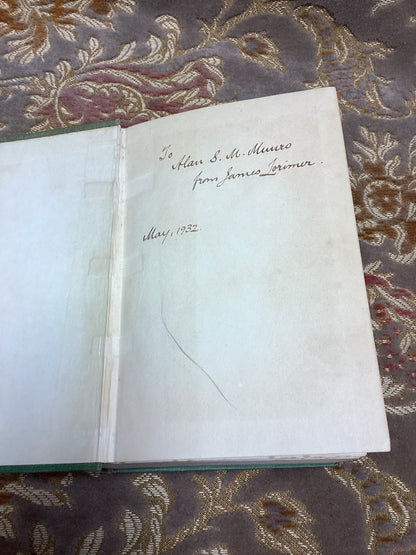 To
Alan S. M. Munro
from James Lorimer.
May, 1932.